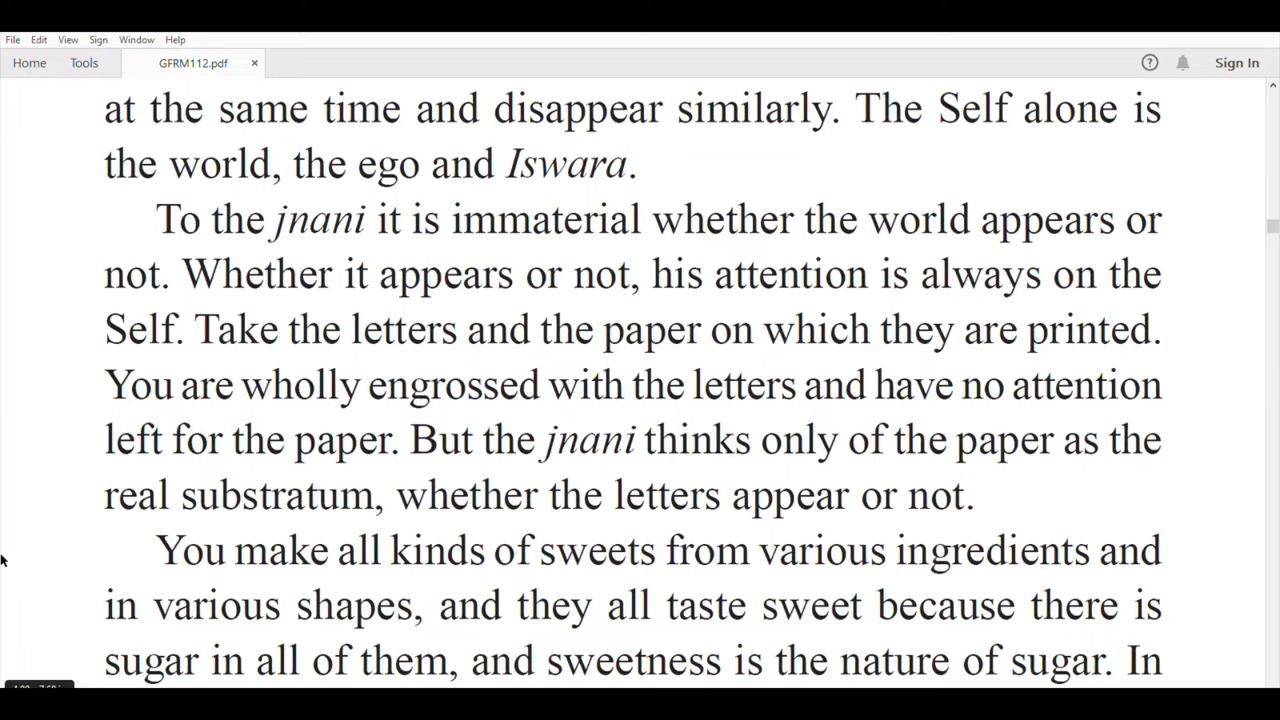 File Edit View Sign Window Help
Home Tools GFRM112.pdf × ? Sign In
at the same time and disappear similarly. The Self alone is
the world, the ego and Iswara.
To the jnani it is immaterial whether the world appears or
not. Whether it appears or not, his attention is always on the
Self. Take the letters and the paper on which they are printed.
You are wholly engrossed with the letters and have no attention
left for the paper. But the jnani thinks only of the paper as the
real substratum, whether the letters appear or not.
You make all kinds of sweets from various ingredients and
in various shapes, and they all taste sweet because there is
sugar in all of them, and sweetness is the nature of sugar. In